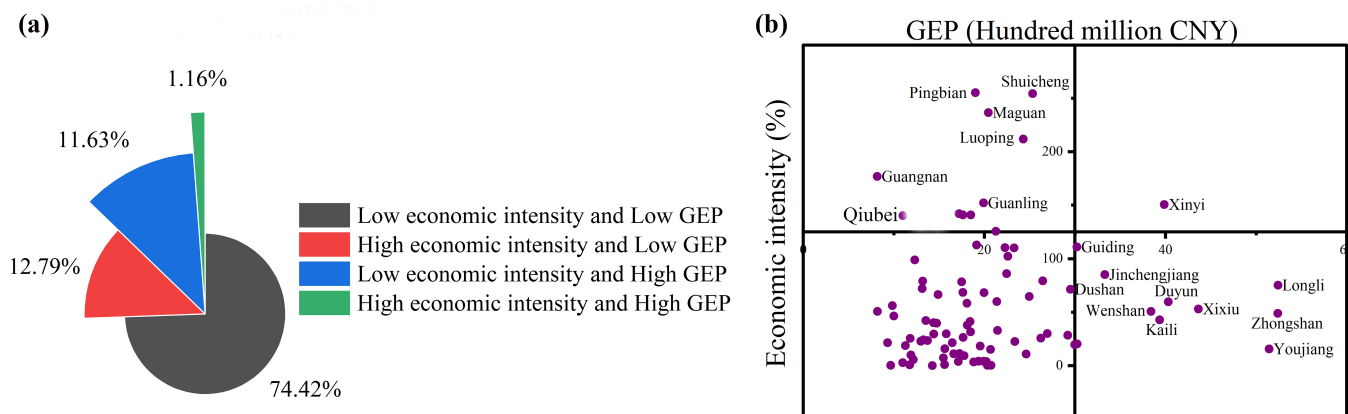 (a)
1.16%
11.63%
12.79%
74.42%
Low economic intensity and Low GEP
High economic intensity and Low GEP
Low economic intensity and High GEP
High economic intensity and High GEP
(b)
GEP (Hundred million CNY)
Economic intensity (%)
Shuicheng
Pingbian
Maguan
Luoping
200
Guangnan
Guanling
Xinyi
Qiubei
0
20
40
6
Guiding
100
Jinchengjiang
Dushan
Longli
Duyun
Wenshan
Xixiu
Kaili
Zhongshan
Youjiang
0